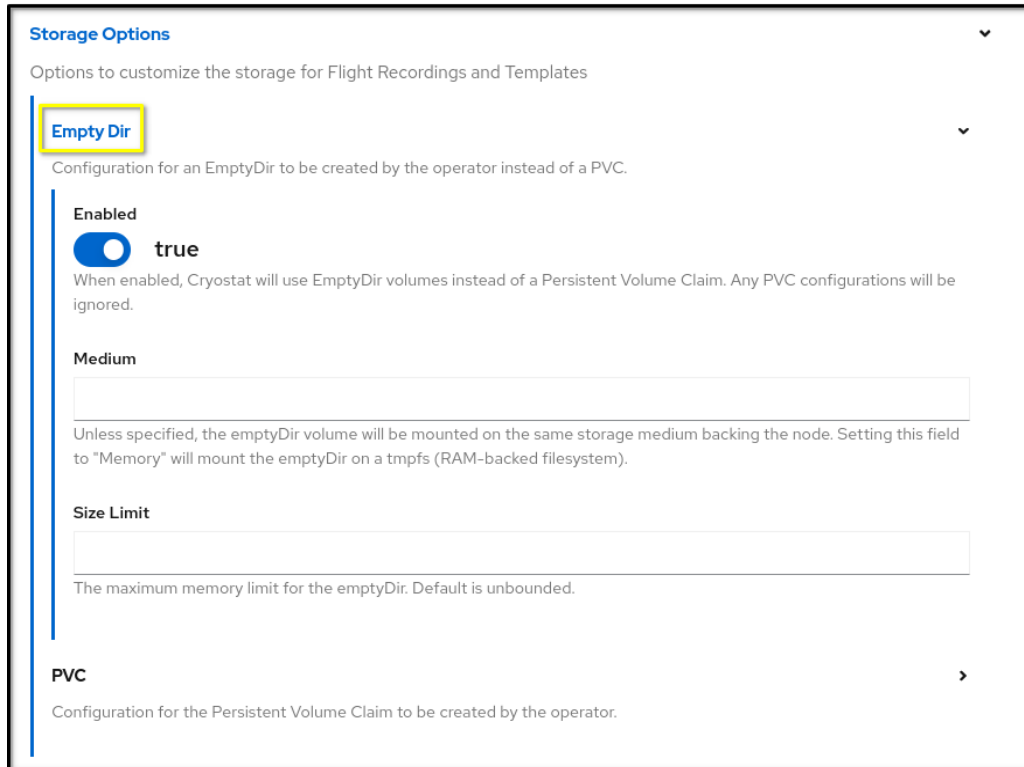 Storage Options
Options to customize the storage for Flight Recordings and Templates
Empty Dir
Configuration for an EmptyDir to be created by the operator instead of a PVC.
Enabled
true
When enabled, Cryostat will use EmptyDir volumes instead of a Persistent Volume Claim. Any PVC configurations will be
ignored.
Medium
Unless specified, the emptyDir volume will be mounted on the same storage medium backing the node. Setting this field
to "Memory" will mount the emptyDir on a tmpfs (RAM-backed filesystem).
Size Limit
The maximum memory limit for the emptyDir. Default is unbounded.
PVC
Configuration for the Persistent Volume Claim to be created by the operator.